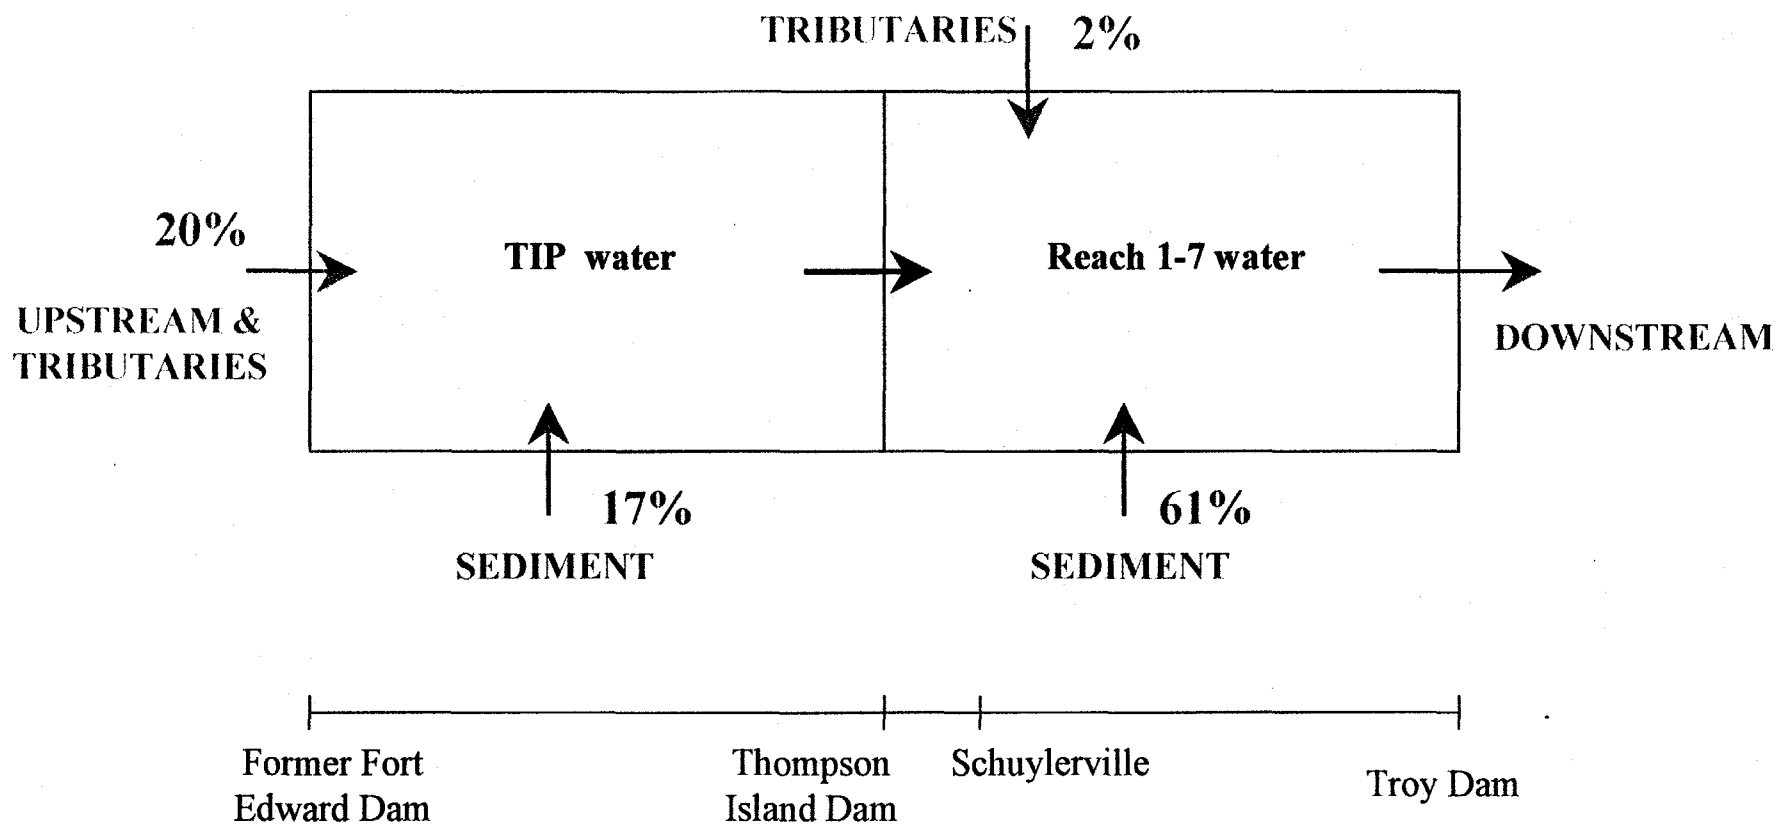 TRIBUTARIES 2%
20%
TIP water
Reach 1-7 water
UPSTREAM &
TRIBUTARIES
DOWNSTREAM
17%
SEDIMENT
61%
SEDIMENT
Former Fort
Edward Dam
Thompson
Island Dam
Schuylerville
Troy Dam